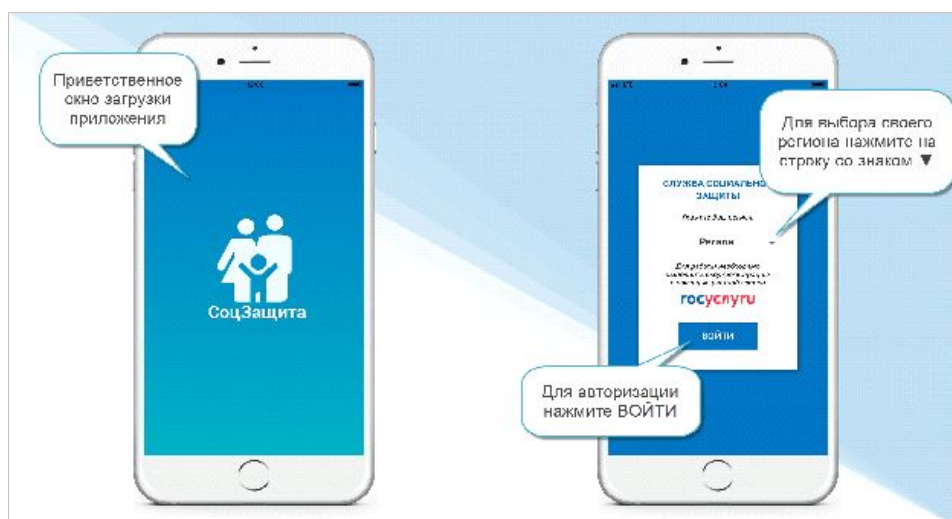 Приветственное
окно загрузки
приложения
СоцЗащита
Для выбора своего
региона нажмите на
строку со знаком ▼
СЛУЖБА СОЦИАЛЬНОЙ
ЗАЩИТЫ
Регион
госуслуги
ВОЙТИ
Для авторизации
нажмите ВОЙТИ